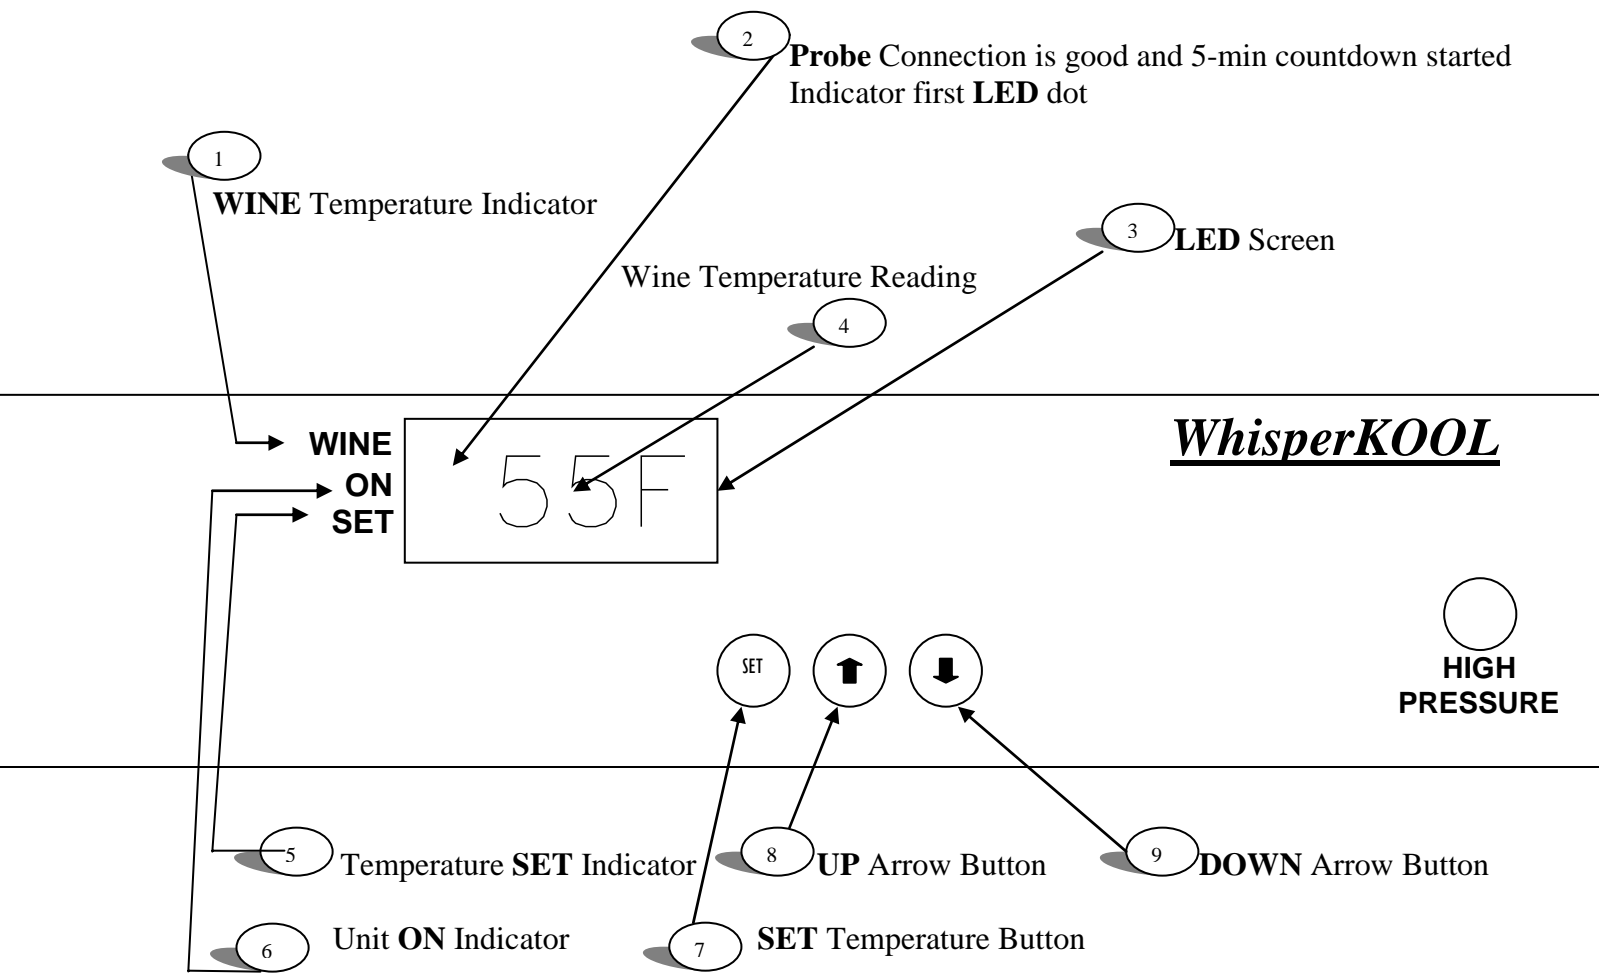 2
Probe Connection is good and 5-min countdown started
Indicator first LED dot
1
WINE Temperature Indicator
3
LED Screen
Wine Temperature Reading
4
WINE
ON
SET
55F
WhisperKOOL
SET
HIGH
PRESSURE
5
Temperature SET Indicator
8
UP Arrow Button
9
DOWN Arrow Button
6
Unit ON Indicator
7
SET Temperature Button